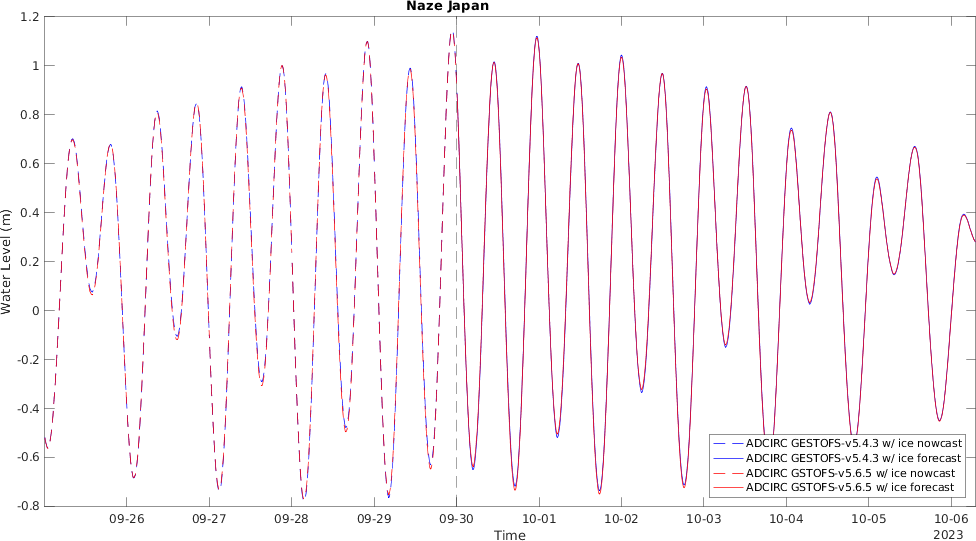 Naze Japan
1.2
1
0.8
0.6
0.4
0.2
0
-0.2
-0.4
-0.6
-0.8
Water Level (m)
ADCIRC GESTOFS-v5.4.3 w/ ice nowcast
ADCIRC GESTOFS-v5.4.3 w/ ice forecast
ADCIRC GSTOFS-v5.6.5 w/ ice nowcast
ADCIRC GSTOFS-v5.6.5 w/ ice forecast
09-26 09-27 09-28 09-29 09-30 10-01 10-02 10-03 10-04 10-05 10-06
2023
Time